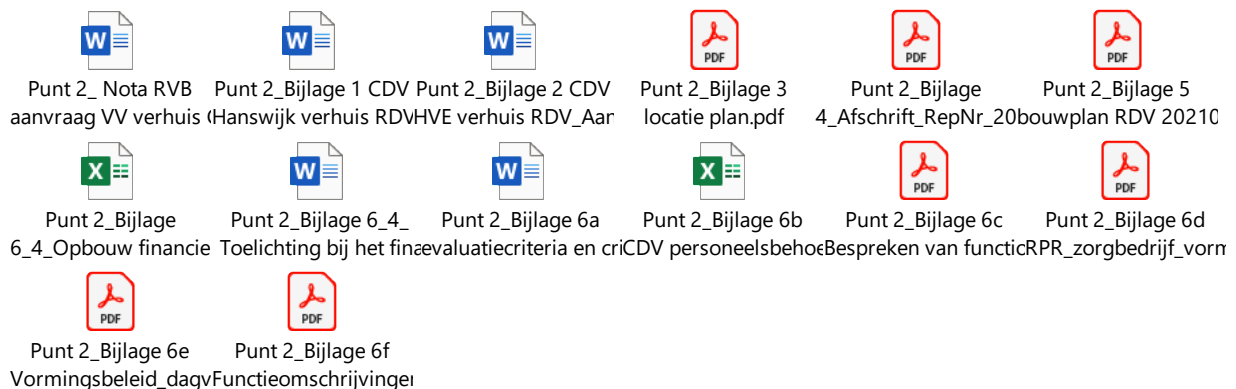 Punt 2_ Nota RVB
aanvraag VV verhuis (
Punt 2_Bijlage 1 CDV
Hanswijk verhuis RDV
Punt 2_Bijlage 2 CDV
HVE verhuis RDV_Aan
PDF
Punt 2_Bijlage 3
locatie plan.pdf
PDF
Punt 2_Bijlage
4_Afschrift_RepNr_20
PDF
Punt 2_Bijlage 5
bouwplan RDV 20210
Punt 2_Bijlage
6_4_Opbouw financie
Punt 2_Bijlage 6_4_
Toelichting bij het fina
Punt 2_Bijlage 6a
evaluatiecriteria en cri
Punt 2_Bijlage 6b
CDV personeelsbehoe
PDF
Punt 2_Bijlage 6c
Bespreken van functio
PDF
Punt 2_Bijlage 6d
RPR_zorgbedrijf_vorm
PDF
Punt 2_Bijlage 6e
Vormingsbeleid_dagv
PDF
Punt 2_Bijlage 6f
Functieomschrijvingen